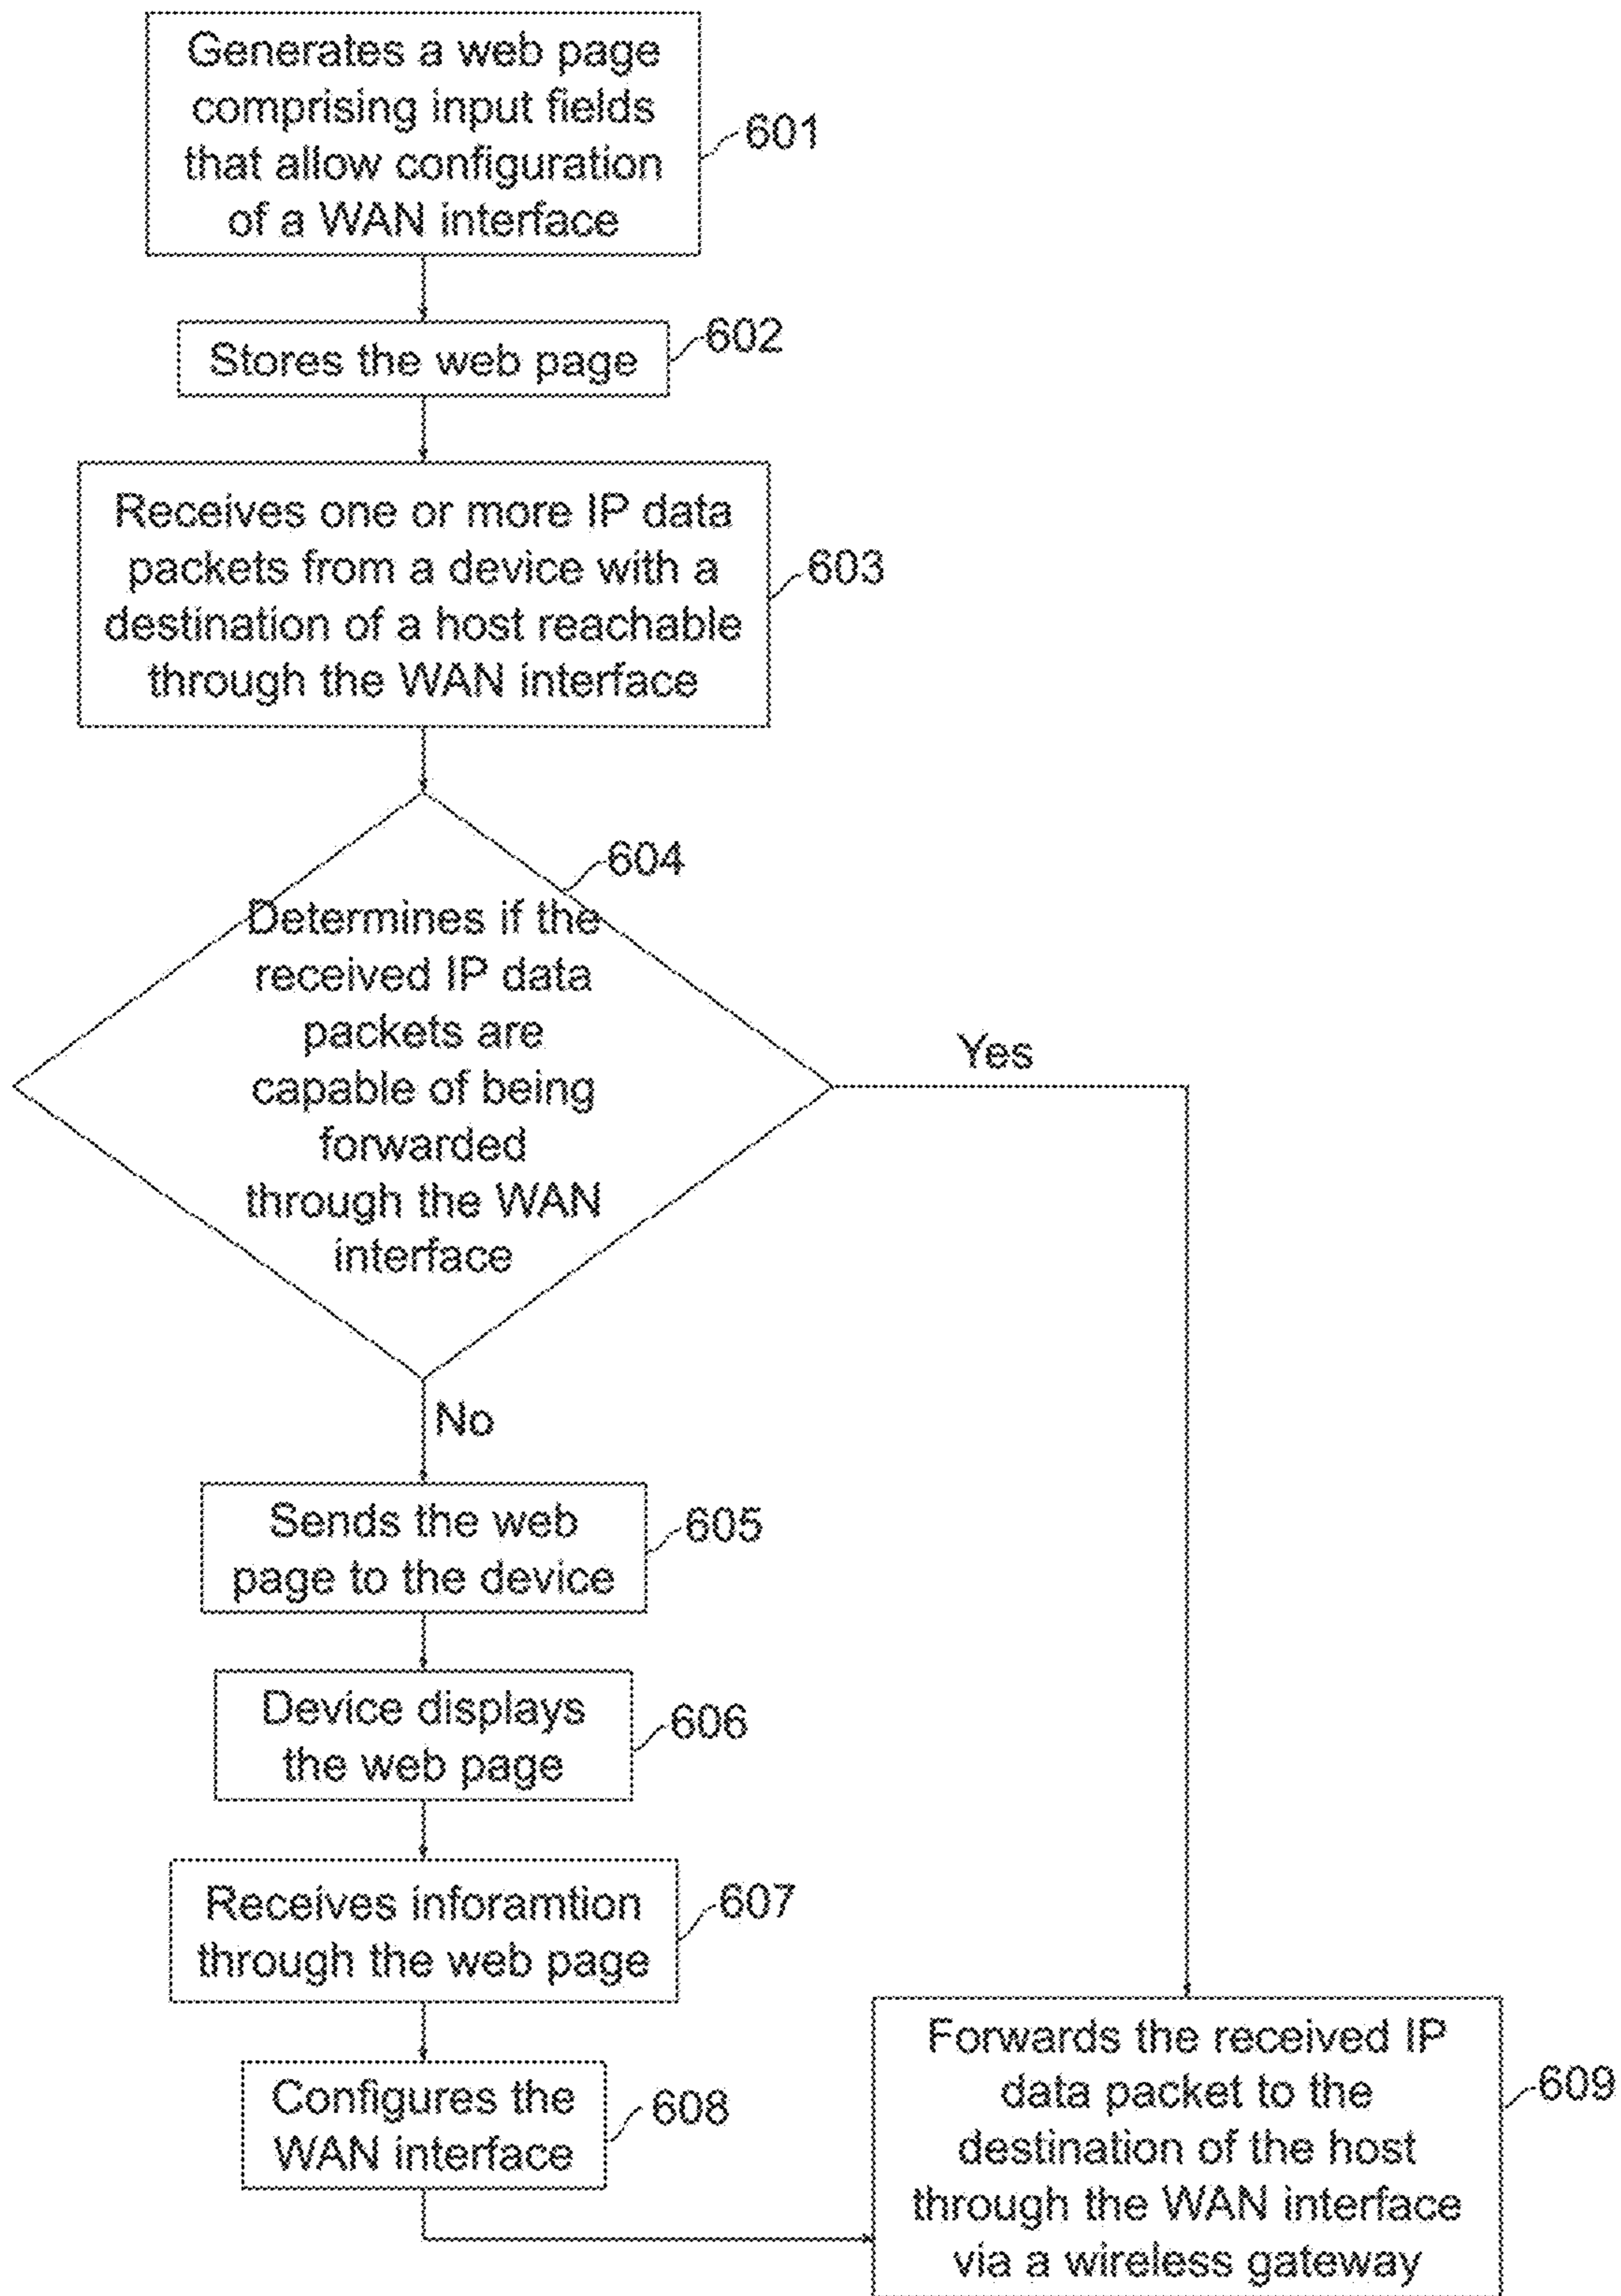 Generates a web page
comprising input fields
that allow configuration
of a WAN interface
601
Stores the web page
602
Receives one or more IP data
packets from a device with a
destination of a host reachable
through the WAN interface
603
604
Determines if the
received IP data
packets are
capable of being
forwarded
through the WAN
interface
Yes
No
Sends the web
page to the device
605
Device displays
the web page
606
Receives inforamtion
through the web page
607
Configures the
WAN interface
608
Forwards the received IP
data packet to the
destination of the host
through the WAN interface
via a wireless gateway
609